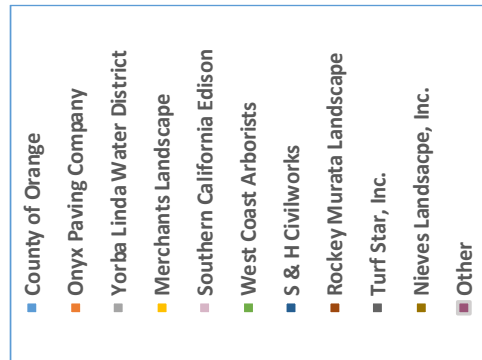 County of Orange
Onyx Paving Company
Yorba Linda Water District
Merchants Landscape
Southern California Edison
West Coast Arborists
S & H Civilworks
Rockey Murata Landscape
Turf Star, Inc.
Nieves Landsacpe, Inc.
Other